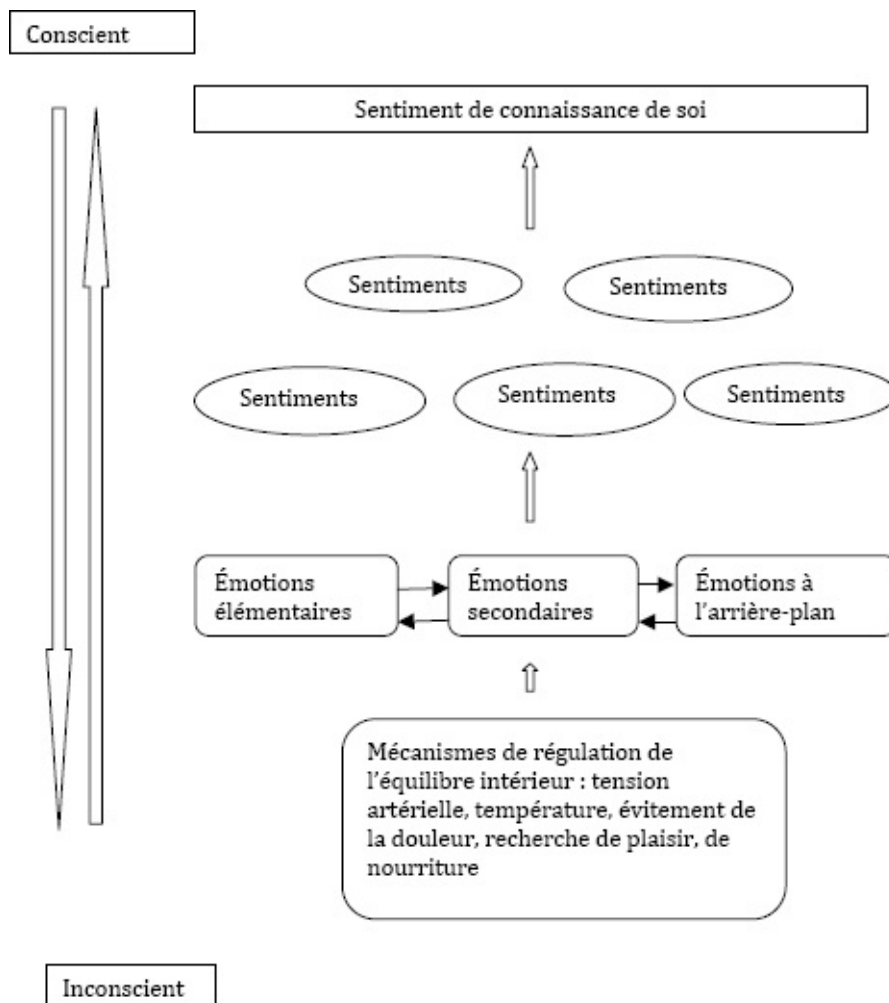 Conscient
Sentiment de connaissance de soi
Sentiments
Sentiments
Sentiments
Sentiments
Sentiments
Émotions
élémentaires
Émotions
secondaires
Émotions à
l’arrière-plan
Mécanismes de régulation de
l’équilibre intérieur : tension
artérielle, température, évitement de
la douleur, recherche de plaisir, de
nourriture
Inconscient